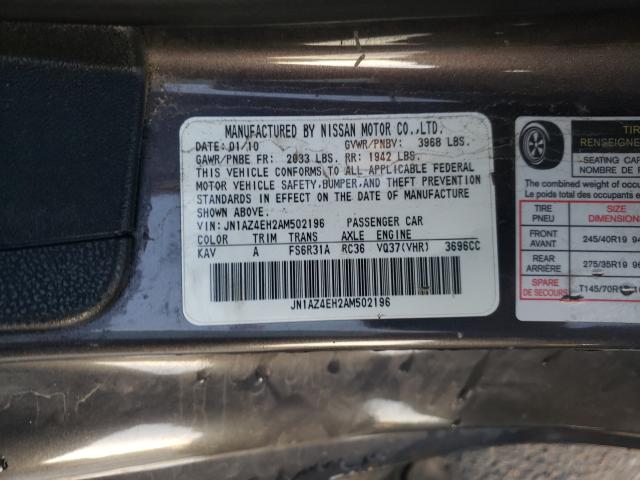 MANUFACTURED BY NISSAN MOTOR CO.,LTD.
DATE: 01/10 GVWR/PNBV: 3968 LBS.
GAWR/PNBE FR: 2033 LBS. RR: 1942 LBS.
THIS VEHICLE CONFORMS TO ALL APPLICABLE FEDERAL
MOTOR VEHICLE SAFETY, BUMPER, AND THEFT PREVENTION
STANDARDS IN EFFECT ON THE DATE OF MANUFACTURE
SHOWN ABOVE.
VIN: JN1AZ4EH2AM502196 PASSENGER CAR
COLOR TRIM TRANS AXLE ENGINE
KAV A FS6R31A RC36 VQ37(VHR) 3696CC
JN1AZ4EH2AM502196
TIR
RENSEIGNEME
SEATING CAP
NOMBRE DE P
The combined weight of occup
Le poids total des occupants e
TIRE SIZE
PNEU DIMENSION
FRONT
AVANT 245/40R19 94
REAR
ARRIÈRE 275/35R19 96
SPARE
DE SECOURS T145/70R1